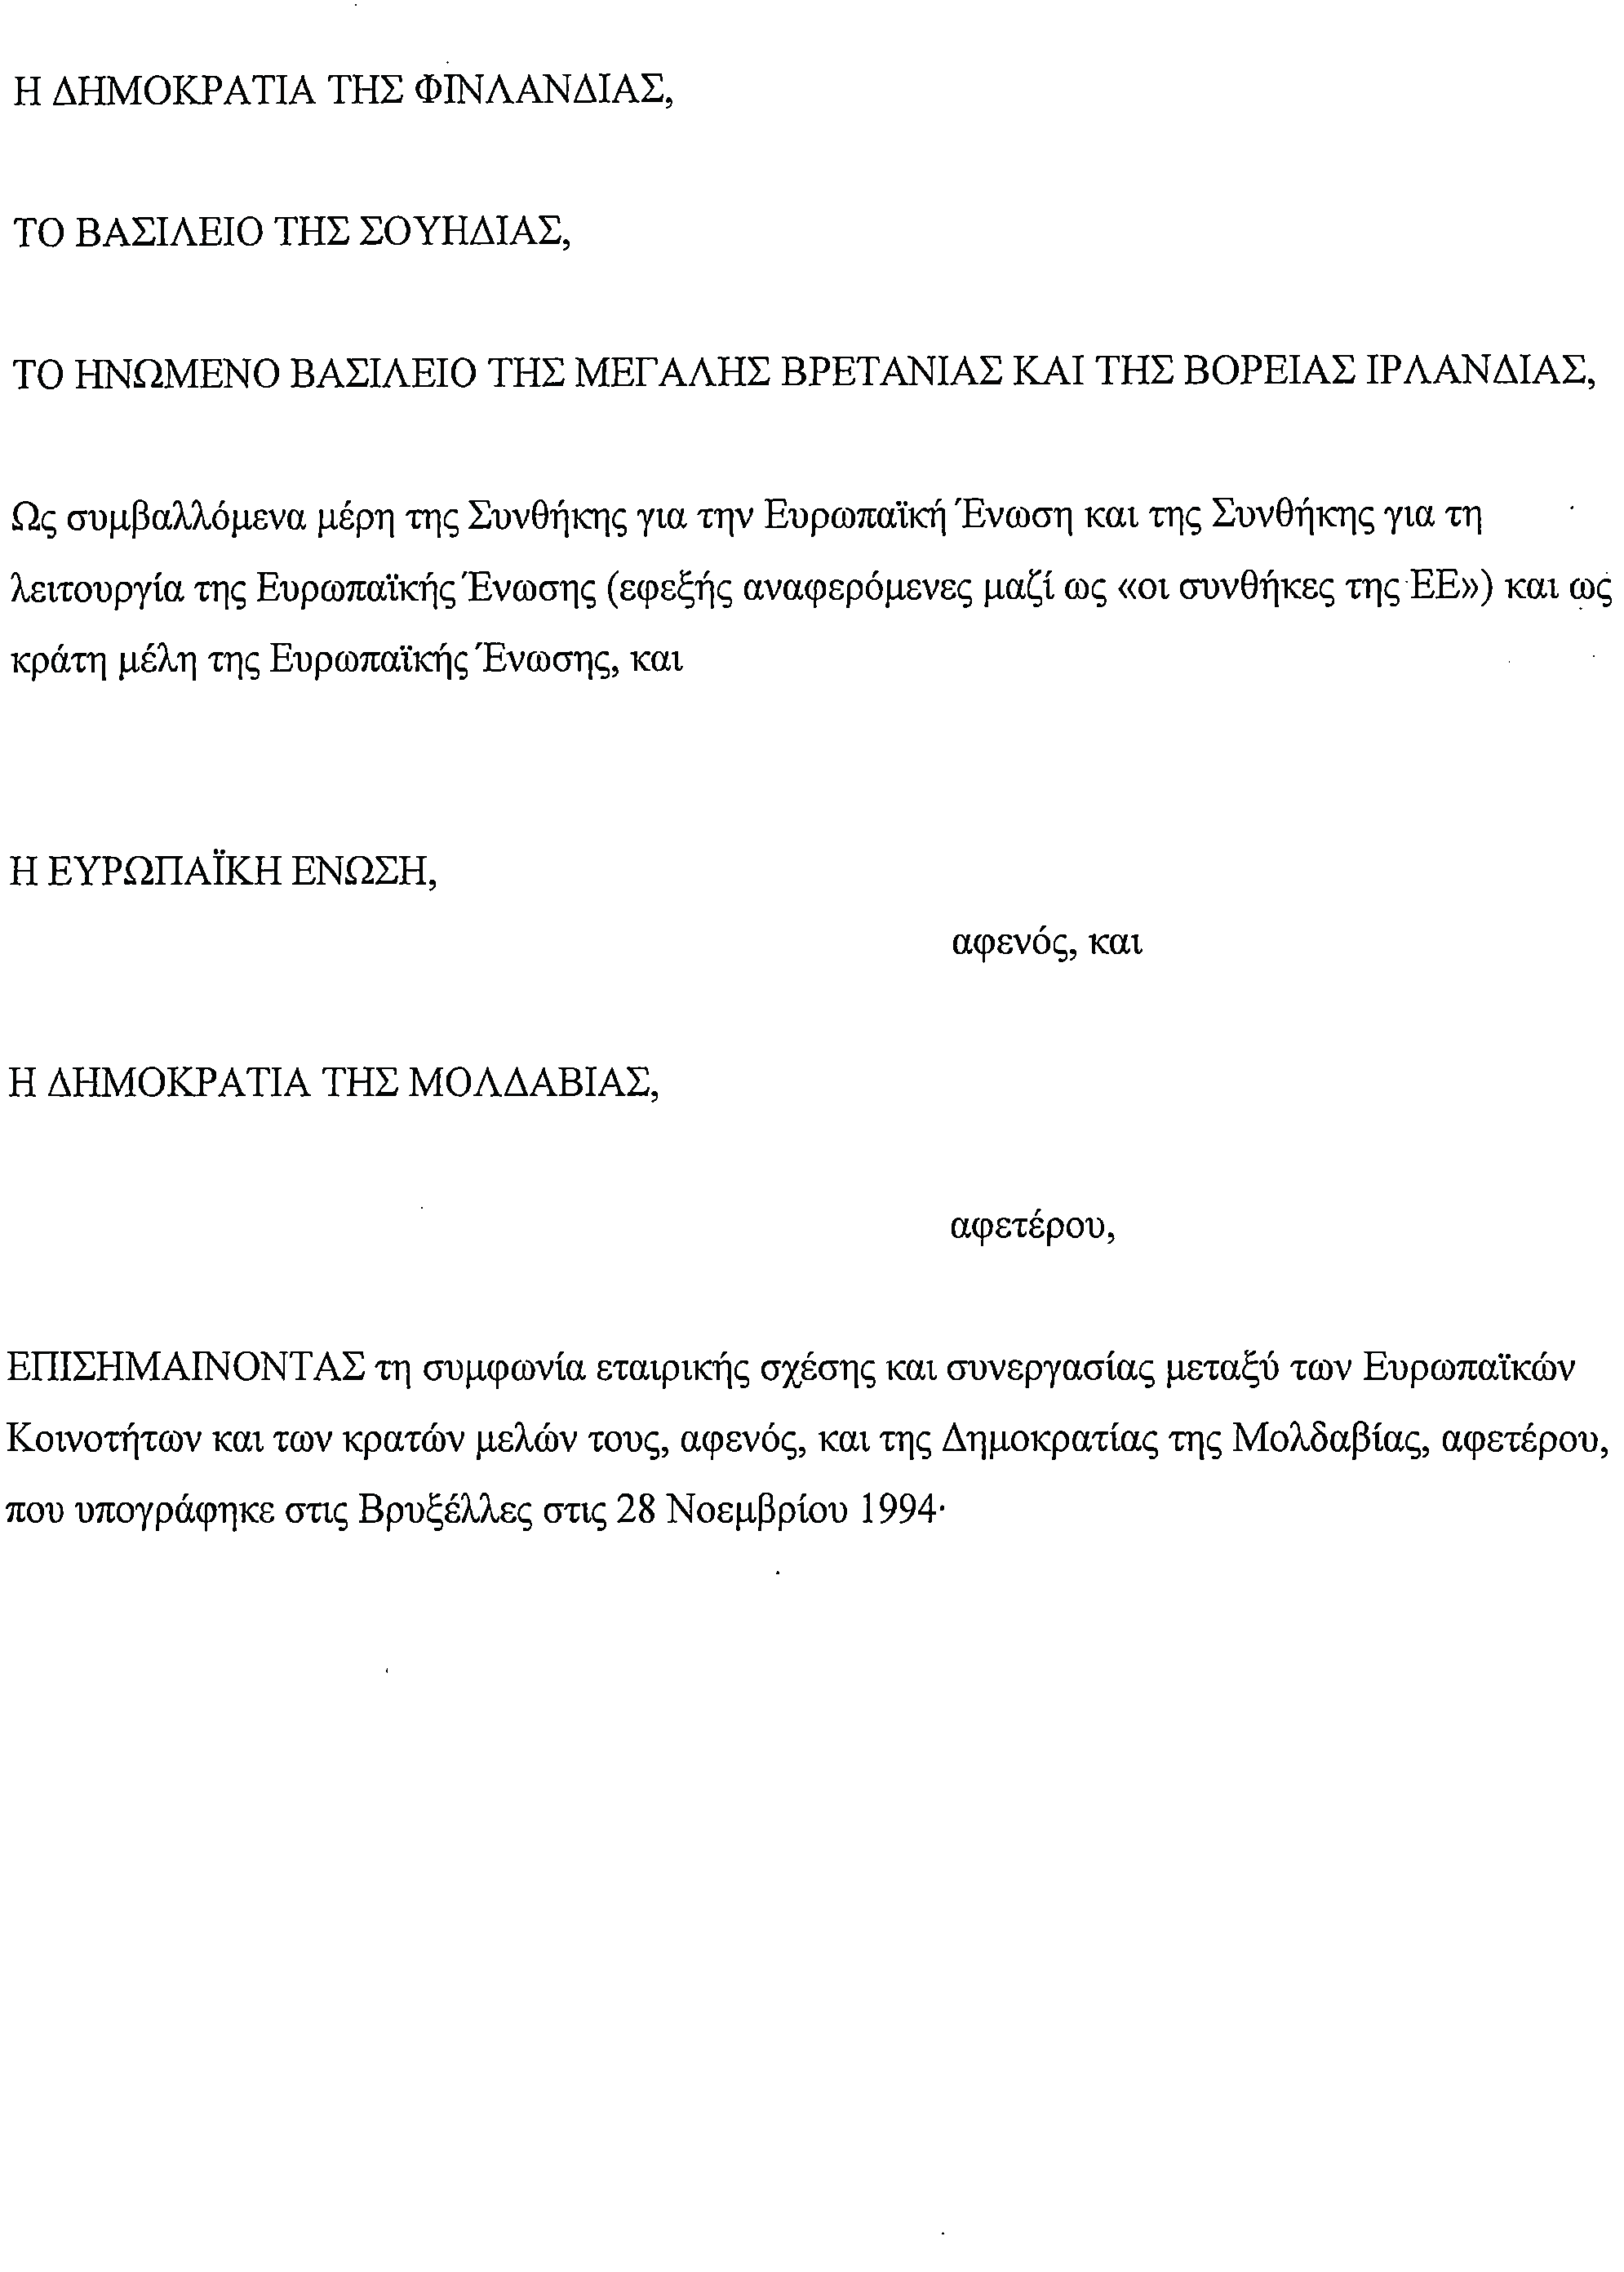 Η ΔΗΜΟΚΡΑΤΙΑ ΤΗΣ ΦΙΝΛΑΝΔΙΑΣ,
ΤΟ ΒΑΣΙΛΕΙΟ ΤΗΣ ΣΟΥΗΔΙΑΣ,
ΤΟ ΗΝΩΜΕΝΟ ΒΑΣΙΛΕΙΟ ΤΗΣ ΜΕΓΑΛΗΣ ΒΡΕΤΑΝΙΑΣ ΚΑΙ ΤΗΣ ΒΟΡΕΙΑΣ ΙΡΛΑΝΔΙΑΣ,
Ως συμβαλλόμενα μέρη της Συνθήκης για την Ευρωπαϊκή Ένωση και της Συνθήκης για τη
λειτουργία της Ευρωπαϊκής Ένωσης (εφεξής αναφερόμενες μαζί ως «οι συνθήκες της ΕΕ») και ως
κράτη μέλη της Ευρωπαϊκής Ένωσης, και
Η ΕΥΡΩΠΑΪΚΗ ΕΝΩΣΗ,
αφενός, και
Η ΔΗΜΟΚΡΑΤΙΑ ΤΗΣ ΜΟΛΔΑΒΙΑΣ,
αφετέρου,
ΕΠΙΣΗΜΑΙΝΟΝΤΑΣ τη συμφωνία εταιρικής σχέσης και συνεργασίας μεταξύ των Ευρωπαϊκών
Κοινοτήτων και των κρατών μελών τους, αφενός, και της Δημοκρατίας της Μολδαβίας, αφετέρου,
που υπογράφηκε στις Βρυξέλλες στις 28 Νοεμβρίου 1994·